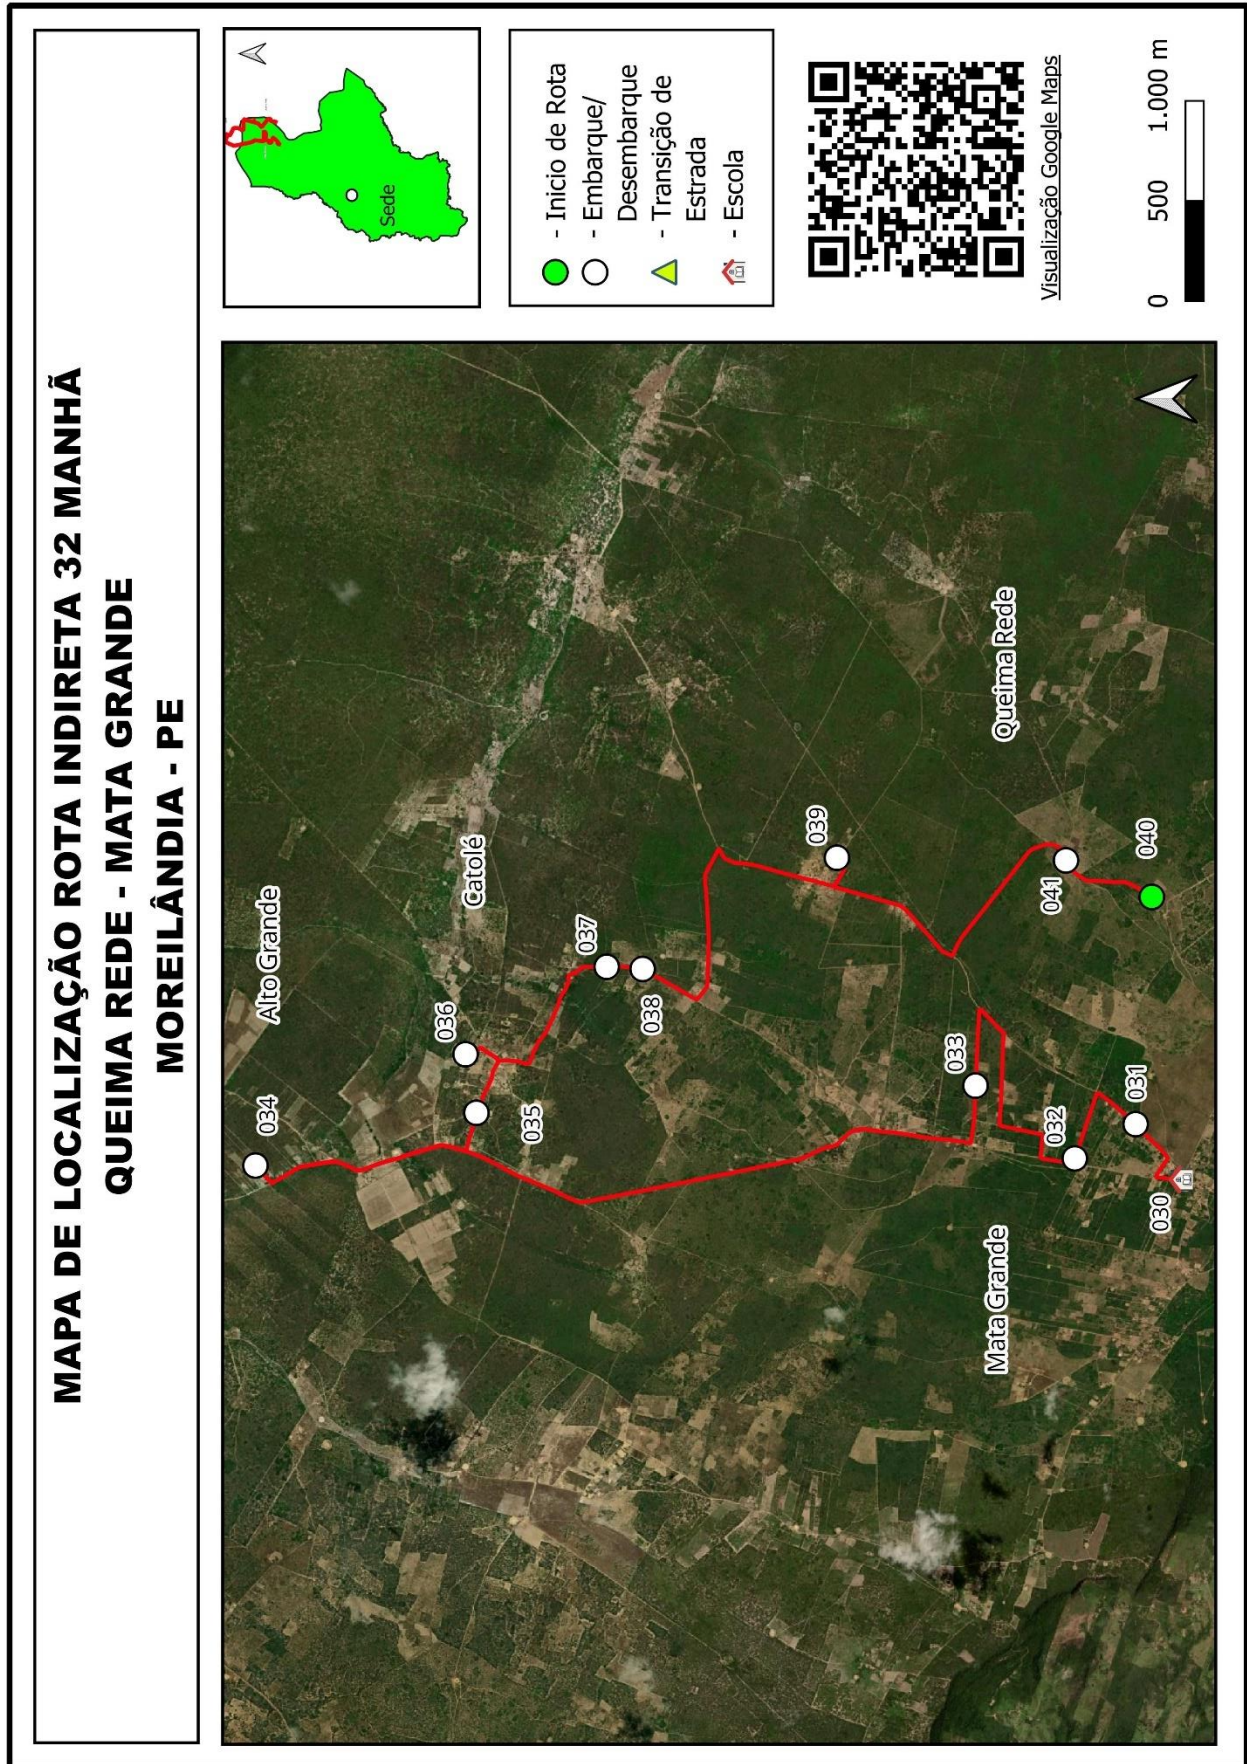 MAPA DE LOCALIZAÇÃO ROTA INDIRETA 32 MANHÃ
QUEIMA REDE - MATA GRANDE
MOREILÂNDIA - PE
Sede
- Inicio de Rota
- Embarque/
Desembarque
- Transição de
Estrada
- Escola
Visualização Google Maps
0 500 1.000 m
Alto Grande
034
036
Catolé
035
037
038
039
033
Queima Rede
Mata Grande
032
041
031
040
030